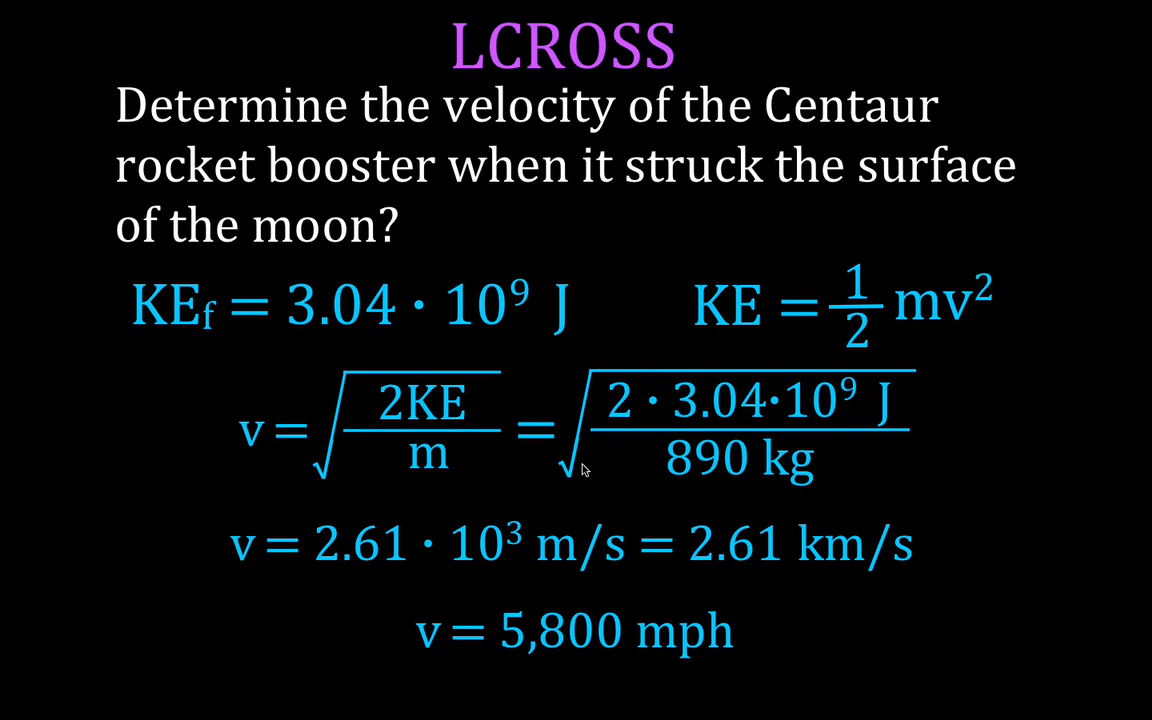 LCROSS
Determine the velocity of the Centaur
rocket booster when it struck the surface
of the moon?
KE_f = 3.04 · 10⁹ J    KE = 1/2 mv²
v = √(2KE/m) = √(2 · 3.04·10⁹ J / 890 kg)
v = 2.61 · 10³ m/s = 2.61 km/s
v = 5,800 mph